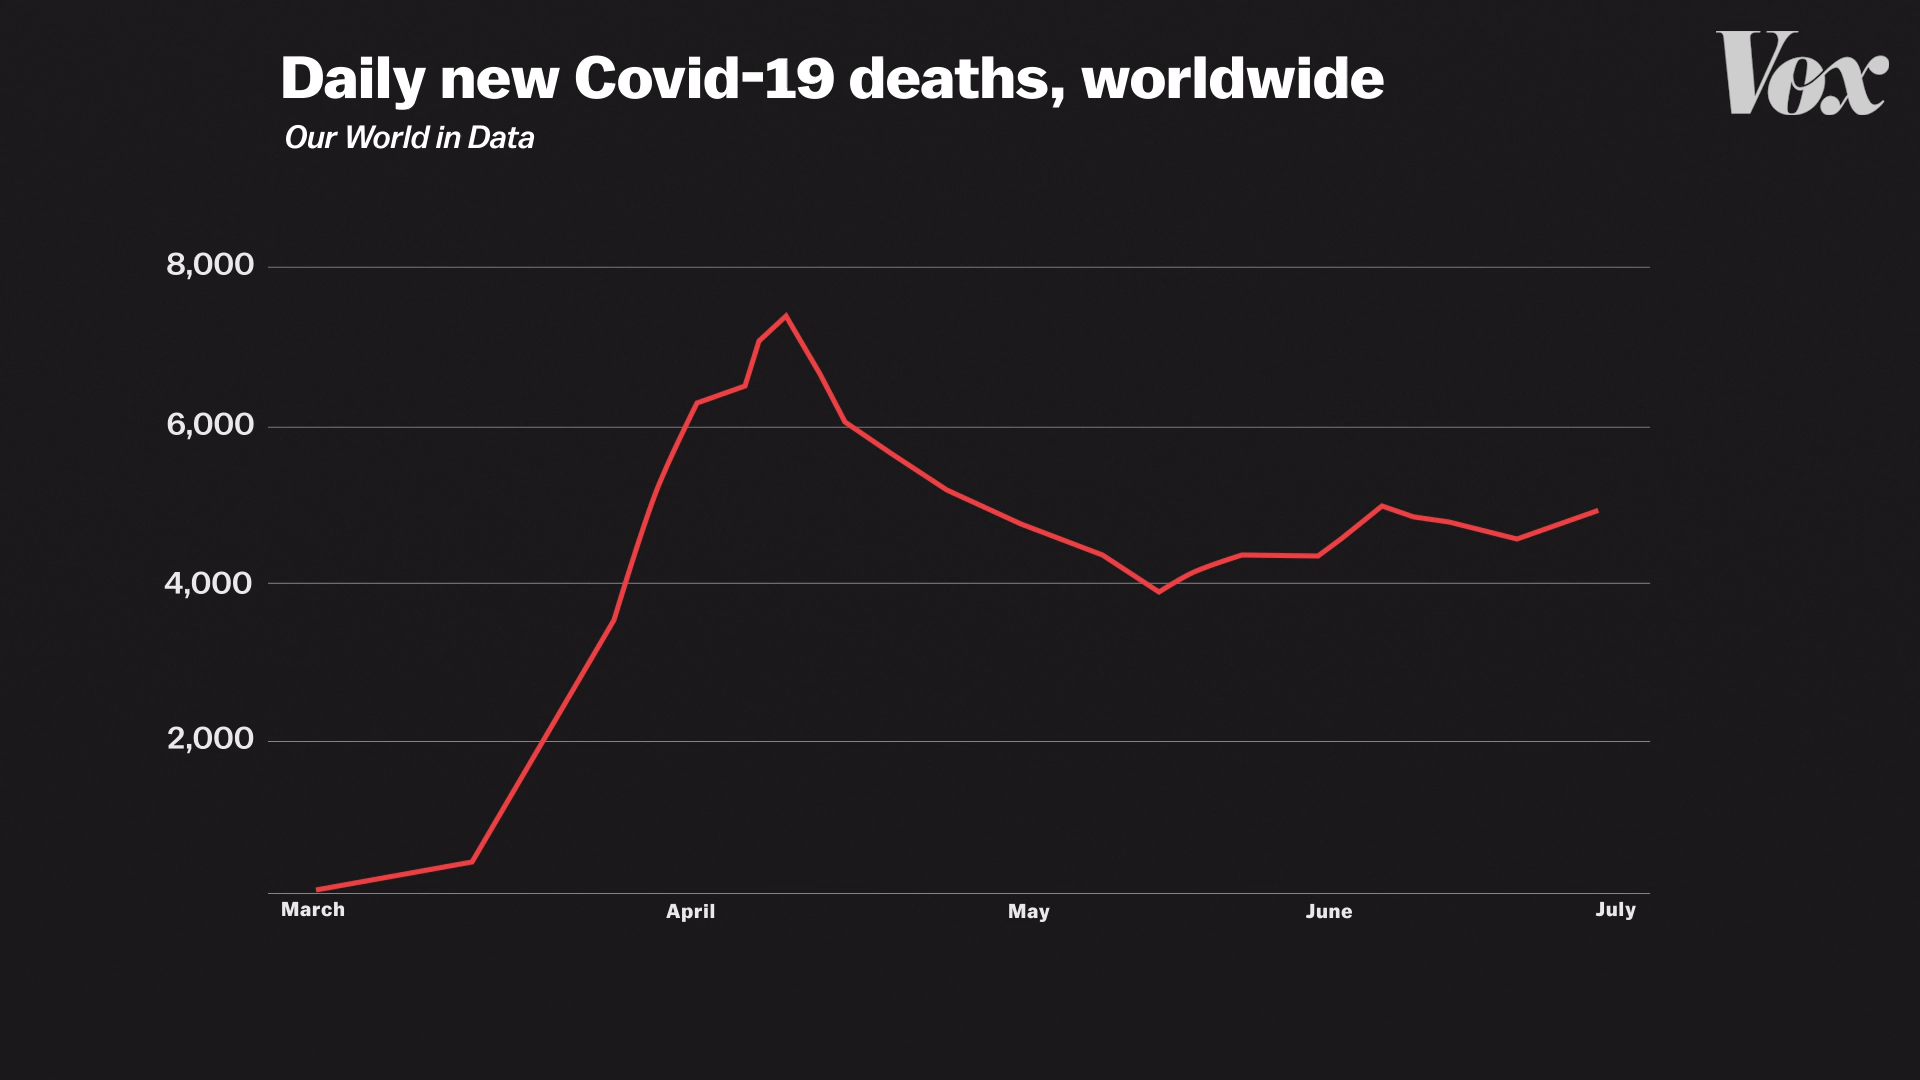 Daily new Covid-19 deaths, worldwide
Vox
Our World in Data
8,000
6,000
4,000
2,000
March
April
May
June
July